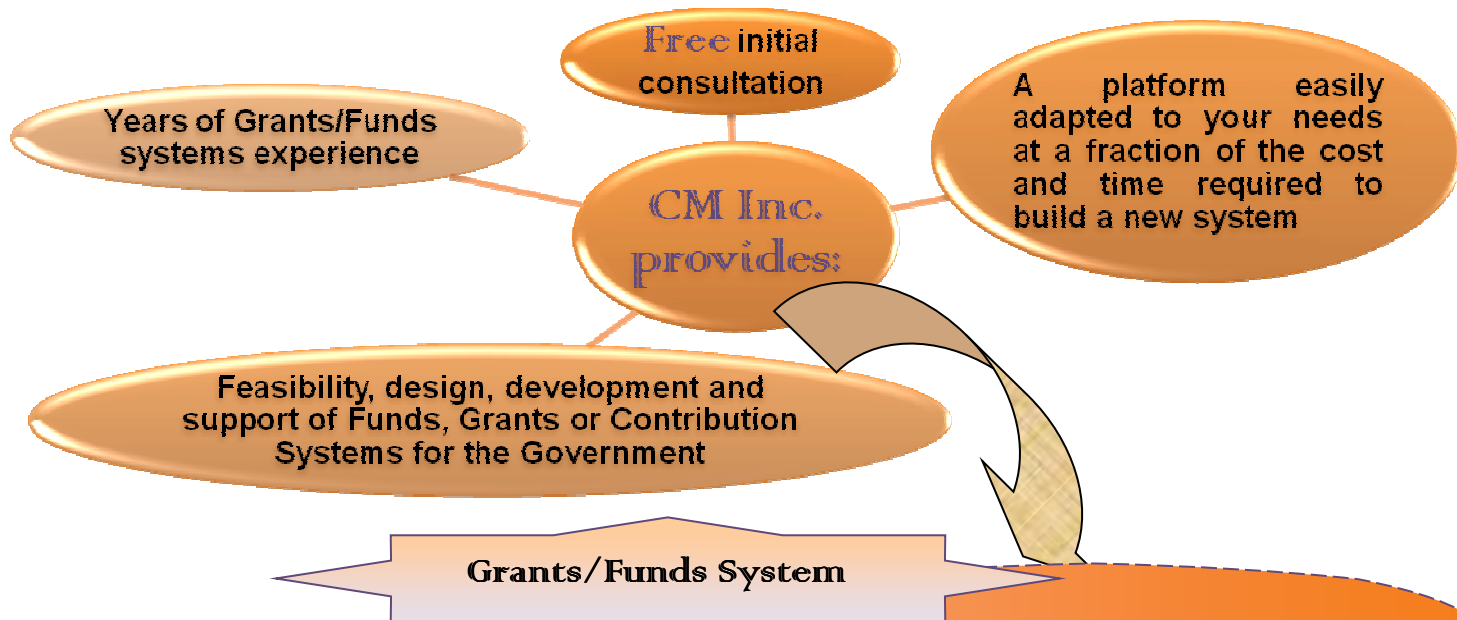 Free initial
consultation
Years of Grants/Funds
systems experience
A platform easily
adapted to your needs
at a fraction of the cost
and time required to
build a new system
CM Inc.
provides:
Feasibility, design, development and
support of Funds, Grants or Contribution
Systems for the Government
Grants/Funds System